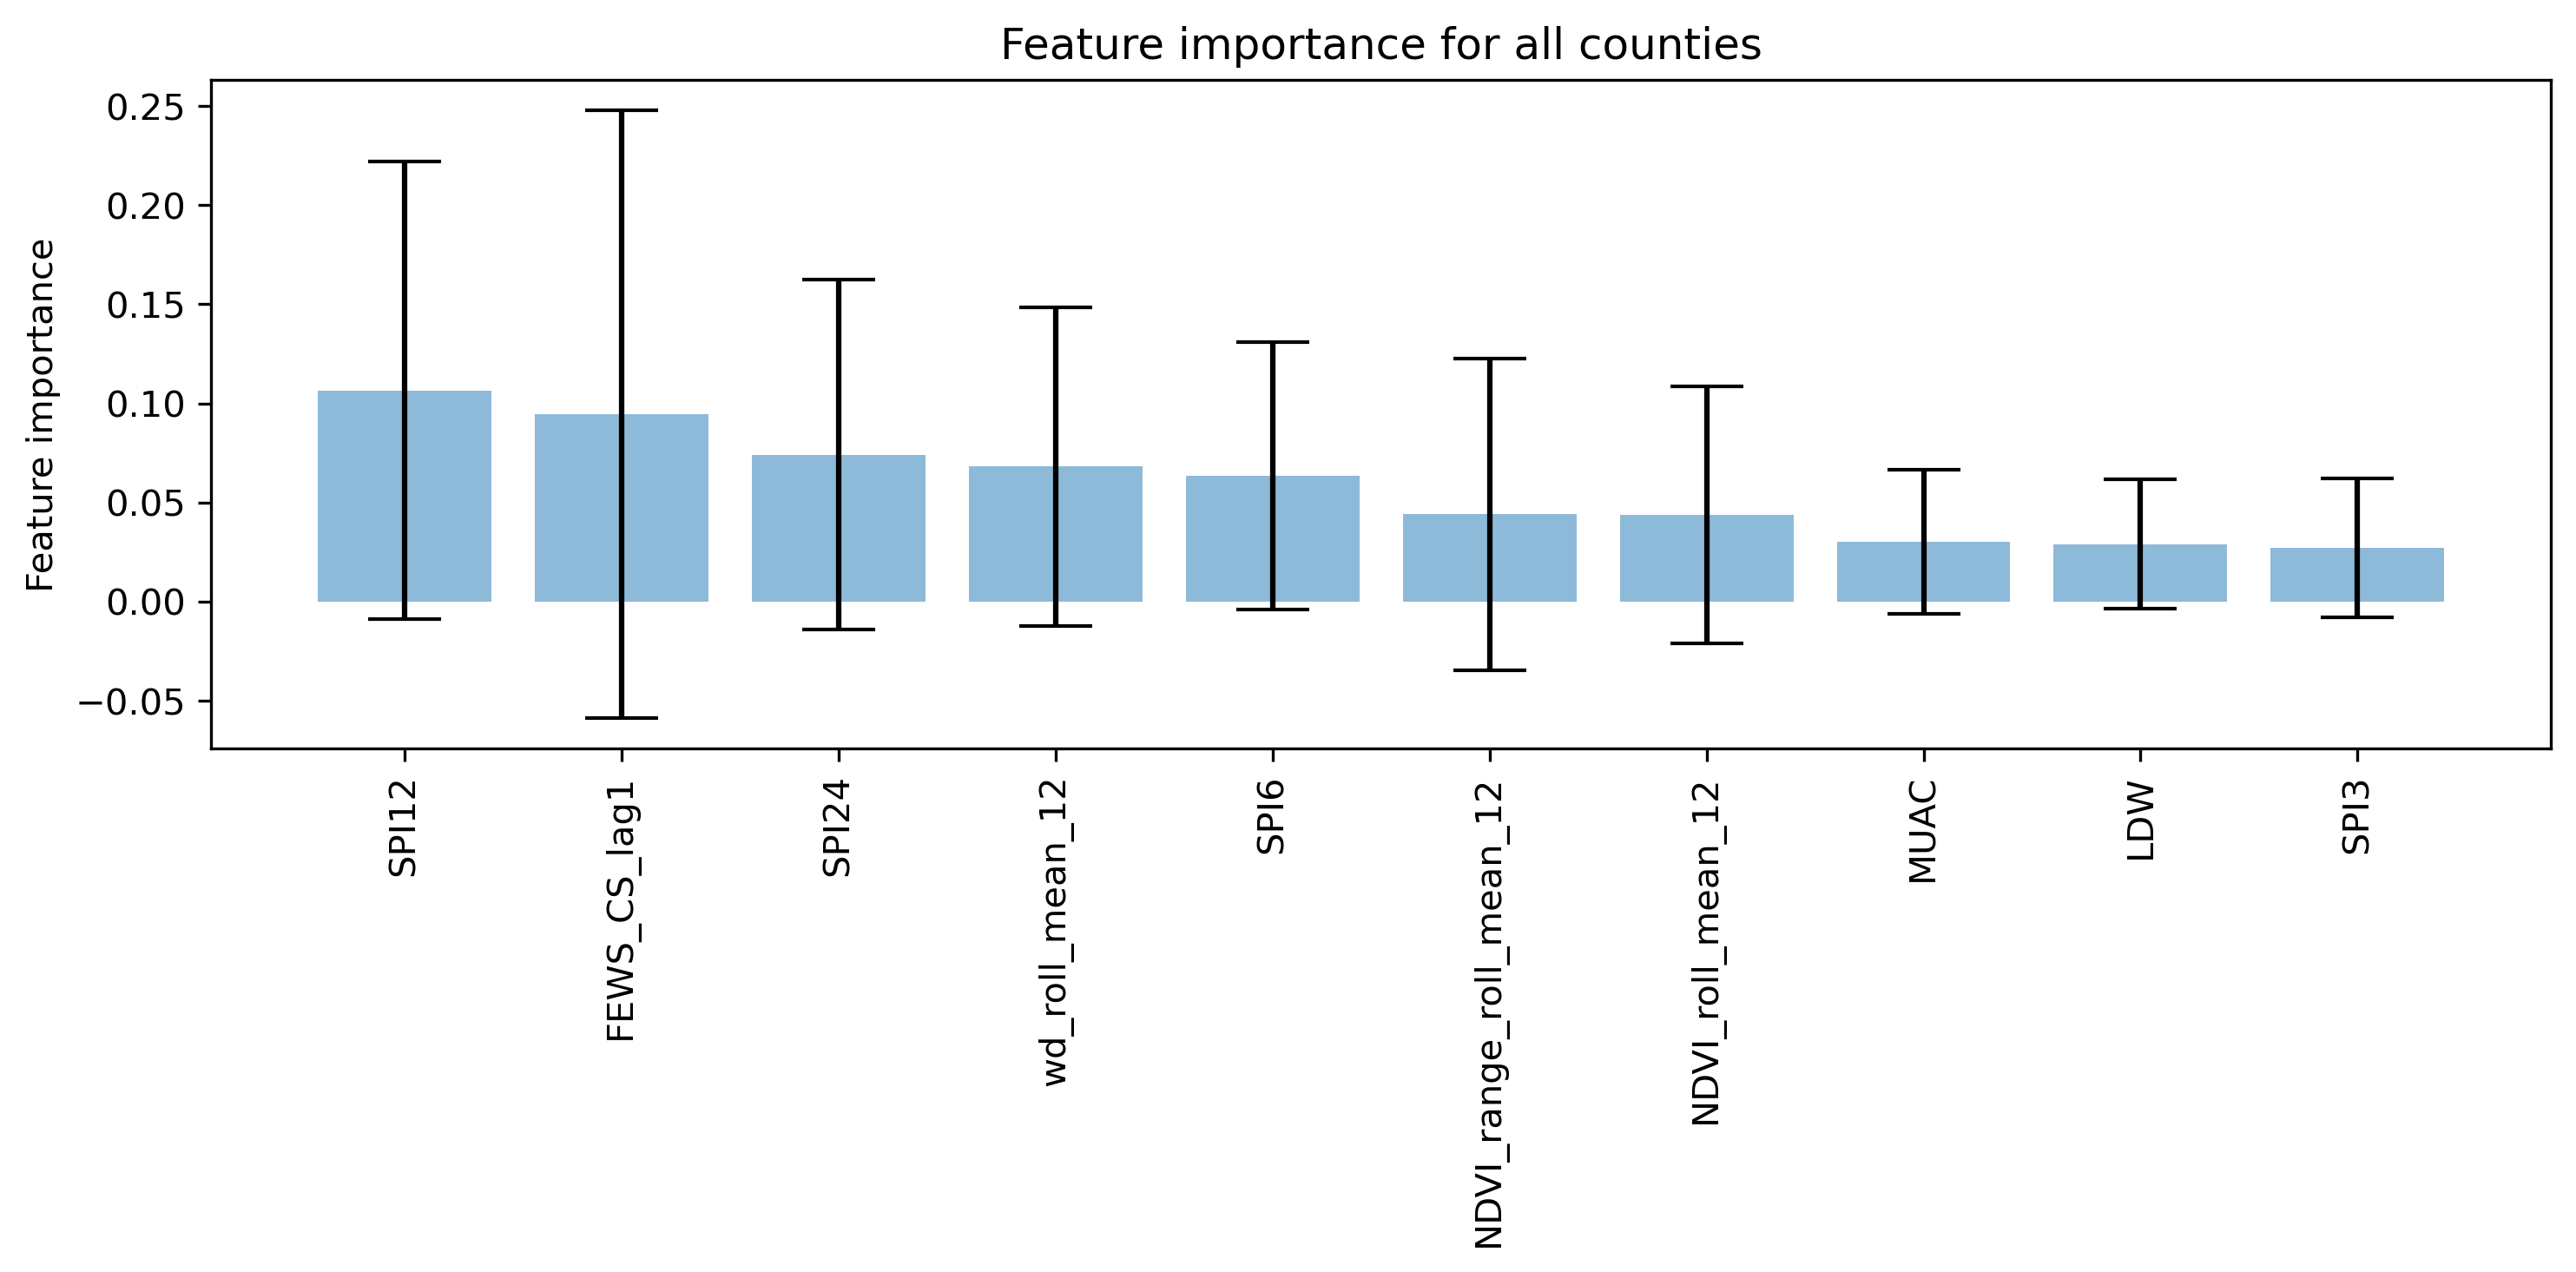 Feature importance for all counties
Feature importance
0.25
0.20
0.15
0.10
0.05
0.00
−0.05
SPI12
FEWS_CS_lag1
SPI24
wd_roll_mean_12
SPI6
NDVI_range_roll_mean_12
NDVI_roll_mean_12
MUAC
LDW
SPI3